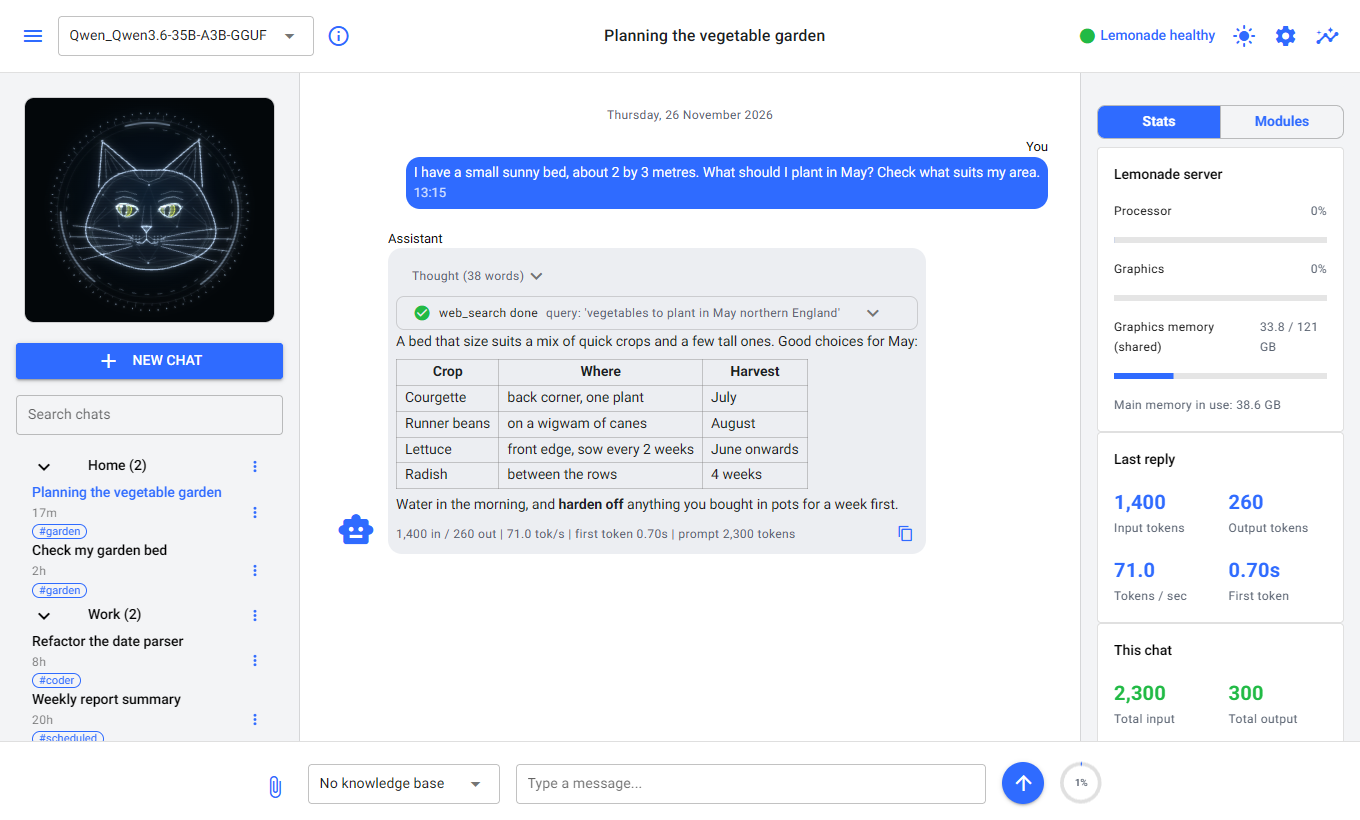 Qwen_Qwen3.6-35B-A3B-GGUF
Planning the vegetable garden
Lemonade healthy
NEW CHAT
Search chats
Home (2)
Planning the vegetable garden
17m
#garden
Check my garden bed
2h
#garden
Work (2)
Refactor the date parser
8h
#coder
Weekly report summary
20h
#scheduled
Thursday, 26 November 2026
You
I have a small sunny bed, about 2 by 3 metres. What should I plant in May? Check what suits my area.
13:15
Assistant
Thought (38 words)
web_search done query: 'vegetables to plant in May northern England'
A bed that size suits a mix of quick crops and a few tall ones. Good choices for May:
Crop Where Harvest
Courgette back corner, one plant July
Runner beans on a wigwam of canes August
Lettuce front edge, sow every 2 weeks June onwards
Radish between the rows 4 weeks
Water in the morning, and harden off anything you bought in pots for a week first.
1,400 in / 260 out | 71.0 tok/s | first token 0.70s | prompt 2,300 tokens
Stats Modules
Lemonade server
Processor 0%
Graphics 0%
Graphics memory 33.8 / 121
(shared) GB
Main memory in use: 38.6 GB
Last reply
1,400 260
Input tokens Output tokens
71.0 0.70s
Tokens / sec First token
This chat
2,300 300
Total input Total output
No knowledge base
Type a message...
1%